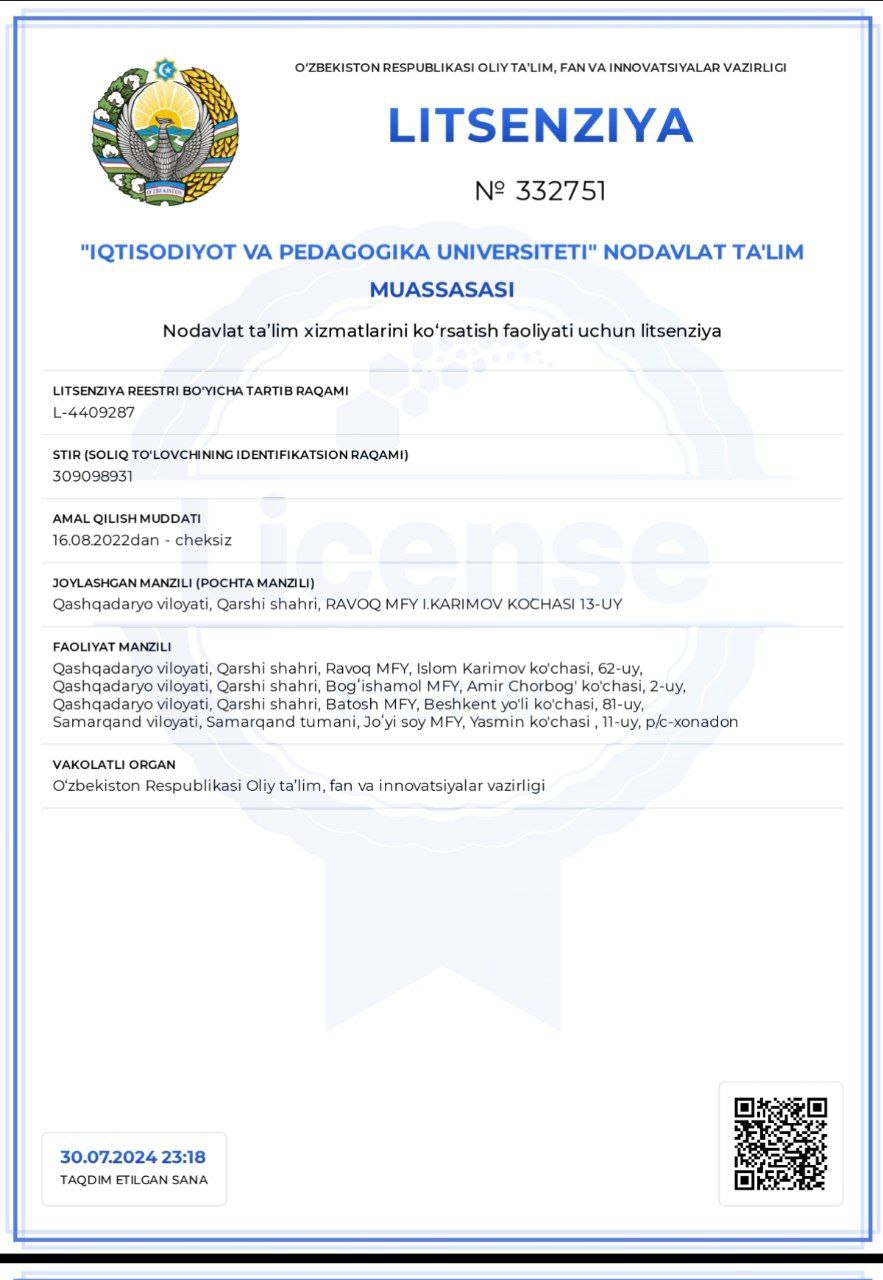 O‘ZBEKISTON RESPUBLIKASI OLIY TA’LIM, FAN VA INNOVATSIYALAR VAZIRLIGI
LITSENZIYA
№ 332751
"IQTISODIYOT VA PEDAGOGIKA UNIVERSITETI" NODAVLAT TA'LIM
MUASSASASI
Nodavlat ta’lim xizmatlarini ko‘rsatish faoliyati uchun litsenziya
LITSENZIYA REESTRI BO'YICHA TARTIB RAQAMI
L-4409287
STIR (SOLIQ TO'LOVCHINING IDENTIFIKATSION RAQAMI)
309098931
License
AMAL QILISH MUDDATI
16.08.2022dan - cheksiz
JOYLASHGAN MANZILI (POCHTA MANZILI)
Qashqadaryo viloyati, Qarshi shahri, RAVOQ MFY I.KARIMOV KOCHASI 13-UY
FAOLIYAT MANZILI
Qashqadaryo viloyati, Qarshi shahri, Ravoq MFY, Islom Karimov ko'chasi, 62-uy,
Qashqadaryo viloyati, Qarshi shahri, Bog‘ishamol MFY, Amir Chorbog' ko'chasi, 2-uy,
Qashqadaryo viloyati, Qarshi shahri, Batosh MFY, Beshkent yo'li ko'chasi, 81-uy,
Samarqand viloyati, Samarqand tumani, Jo‘yi soy MFY, Yasmin ko'chasi , 11-uy, p/c-xonadon
VAKOLATLI ORGAN
O‘zbekiston Respublikasi Oliy ta’lim, fan va innovatsiyalar vazirligi
30.07.2024 23:18
TAQDIM ETILGAN SANA